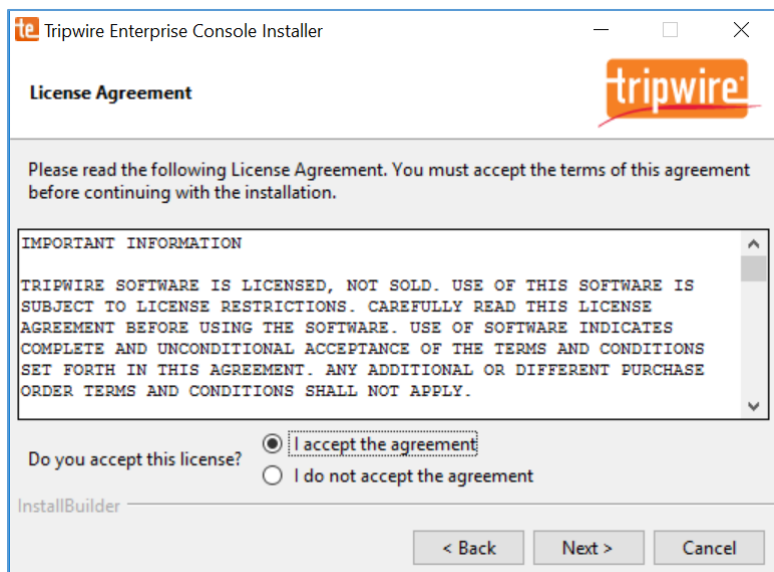 te Tripwire Enterprise Console Installer
License Agreement
tripwire
Please read the following License Agreement. You must accept the terms of this agreement
before continuing with the installation.
IMPORTANT INFORMATION
TRIPWIRE SOFTWARE IS LICENSED, NOT SOLD. USE OF THIS SOFTWARE IS
SUBJECT TO LICENSE RESTRICTIONS. CAREFULLY READ THIS LICENSE
AGREEMENT BEFORE USING THE SOFTWARE. USE OF SOFTWARE INDICATES
COMPLETE AND UNCONDITIONAL ACCEPTANCE OF THE TERMS AND CONDITIONS
SET FORTH IN THIS AGREEMENT. ANY ADDITIONAL OR DIFFERENT PURCHASE
ORDER TERMS AND CONDITIONS SHALL NOT APPLY.
Do you accept this license?
I accept the agreement
I do not accept the agreement
InstallBuilder
< Back Next > Cancel